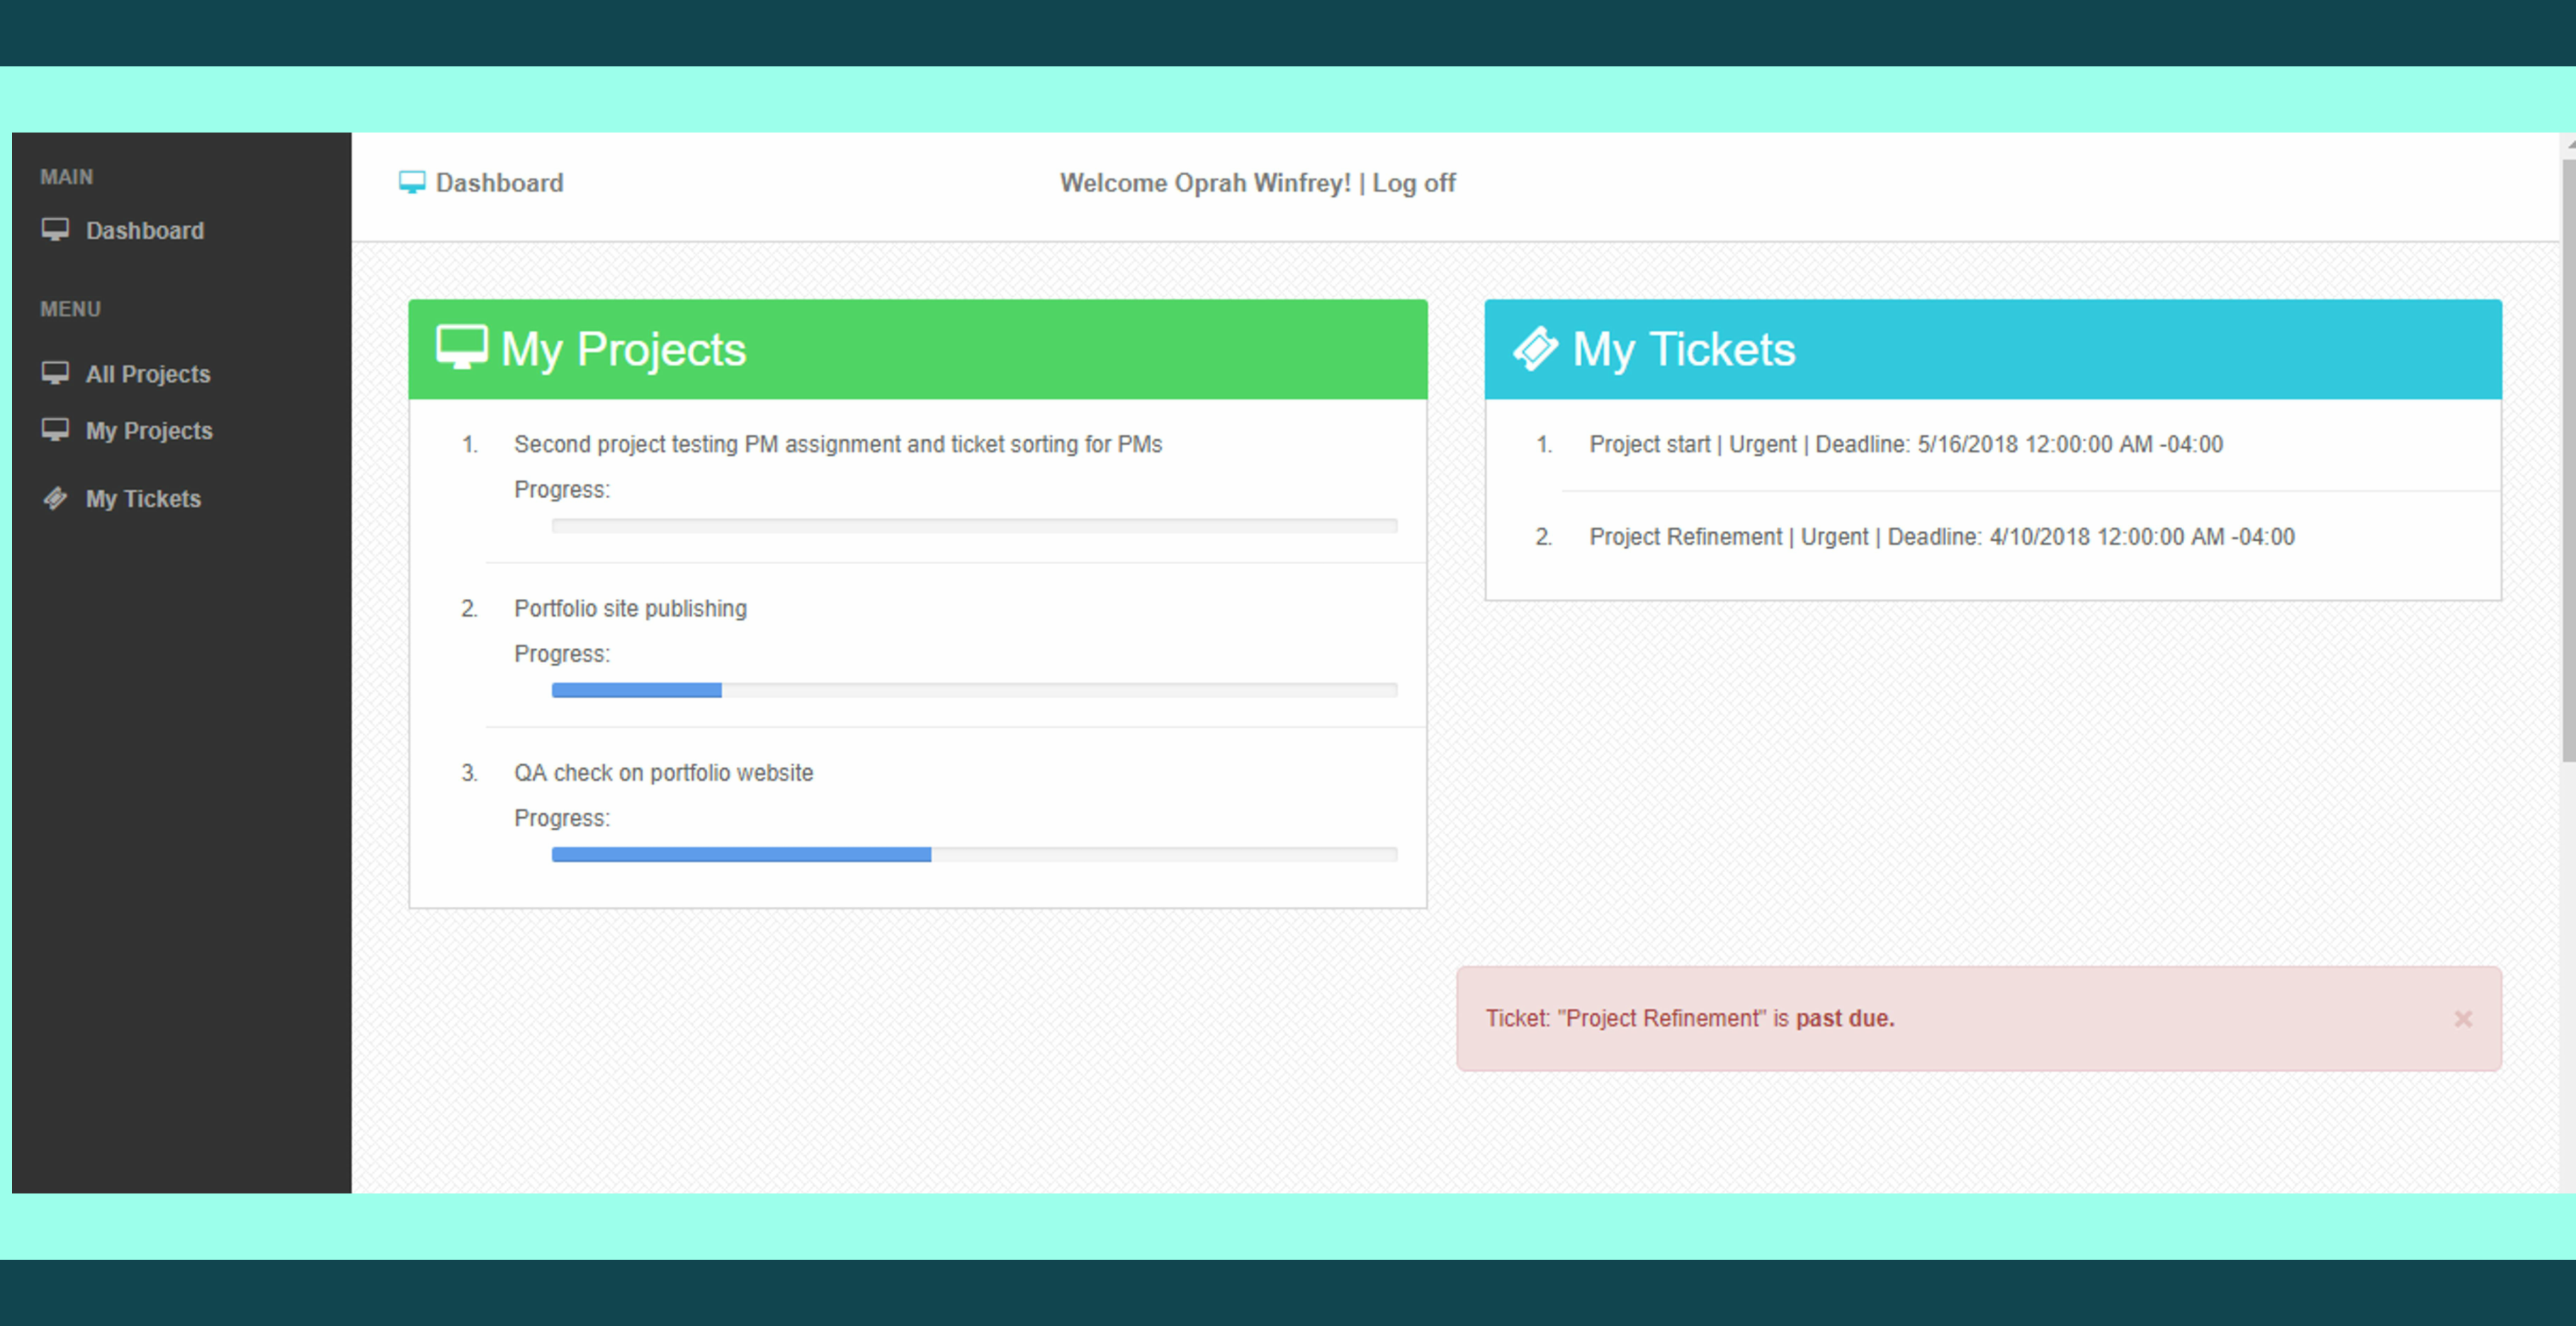 MAIN
Dashboard
MENU
All Projects
My Projects
My Tickets
Dashboard
Welcome Oprah Winfrey! | Log off
My Projects
1. Second project testing PM assignment and ticket sorting for PMs
Progress:
2. Portfolio site publishing
Progress:
3. QA check on portfolio website
Progress:
My Tickets
1. Project start | Urgent | Deadline: 5/16/2018 12:00:00 AM -04:00
2. Project Refinement | Urgent | Deadline: 4/10/2018 12:00:00 AM -04:00
Ticket: "Project Refinement" is past due.